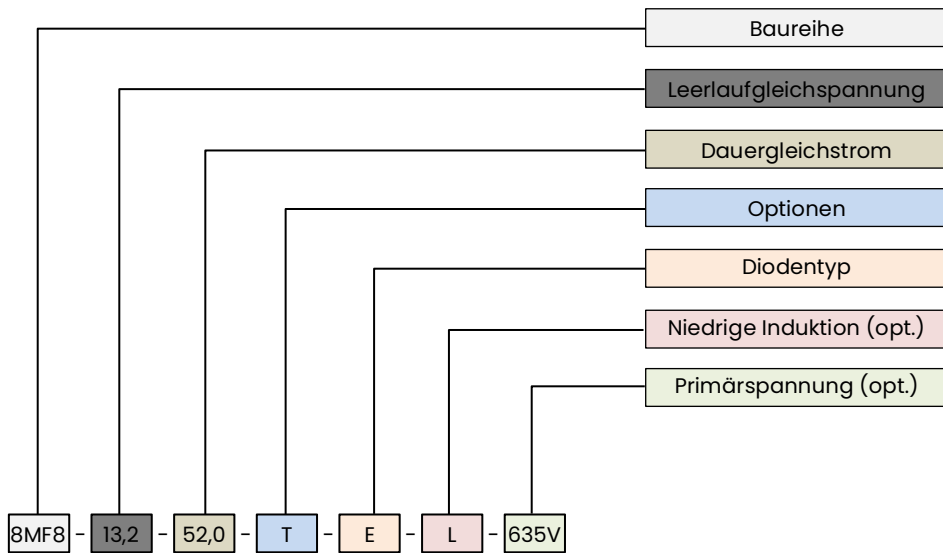 Baureihe
Leerlaufgleichspannung
Dauergleichstrom
Optionen
Diodentyp
Niedrige Induktion (opt.)
Primärspannung (opt.)
8MF8 - 13,2 - 52,0 - T - E - L - 635V